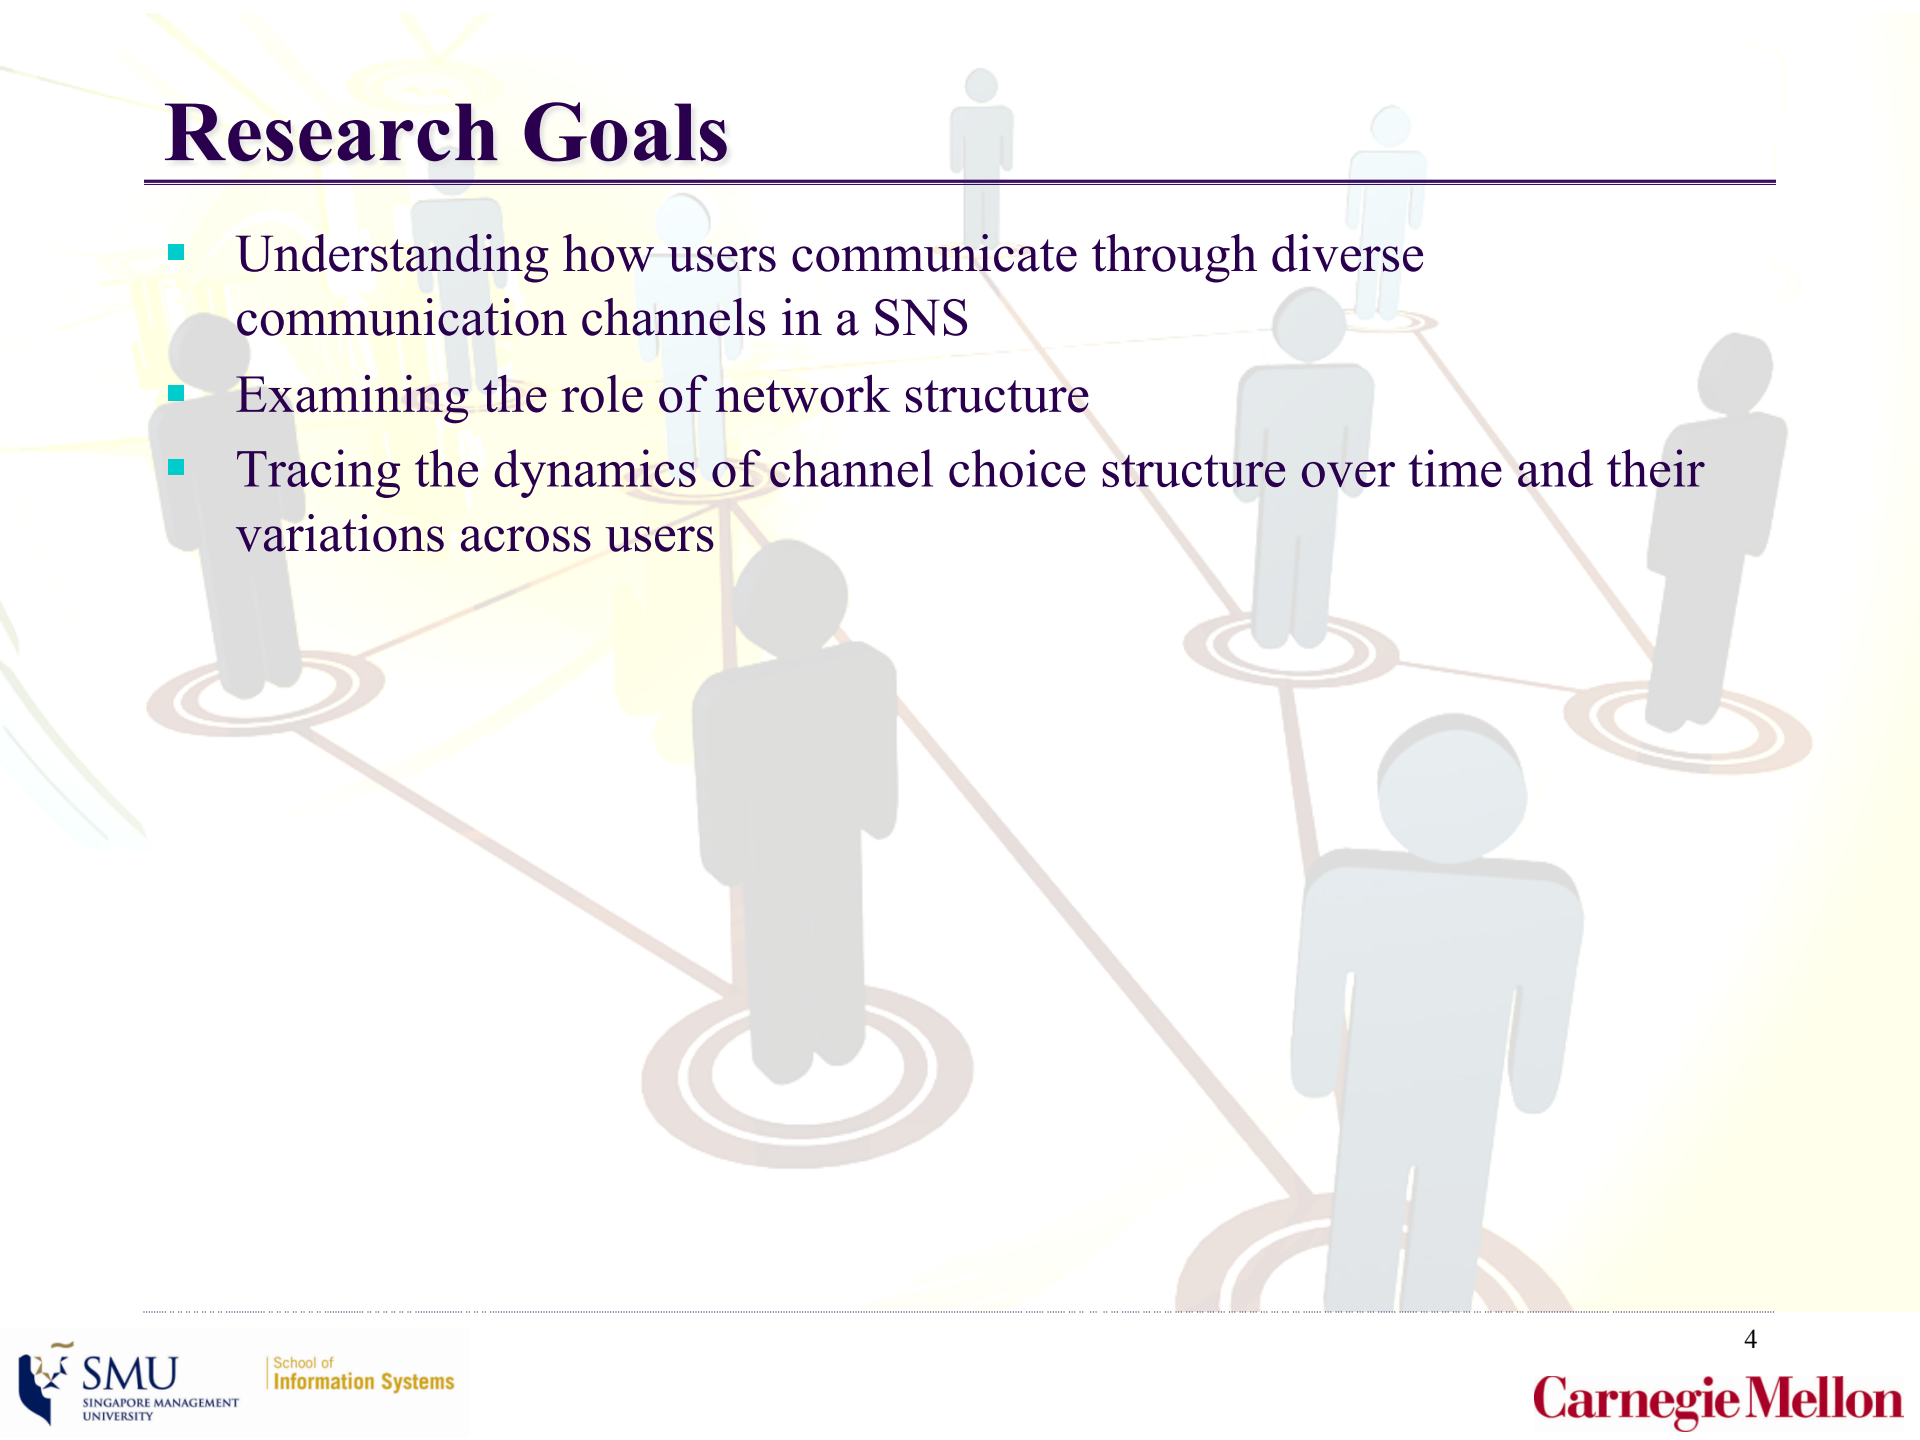 Research Goals
Understanding how users communicate through diverse
communication channels in a SNS
Examining the role of network structure
Tracing the dynamics of channel choice structure over time and their
variations across users
4
SMU
SINGAPORE MANAGEMENT
UNIVERSITY
School of
Information Systems
Carnegie Mellon